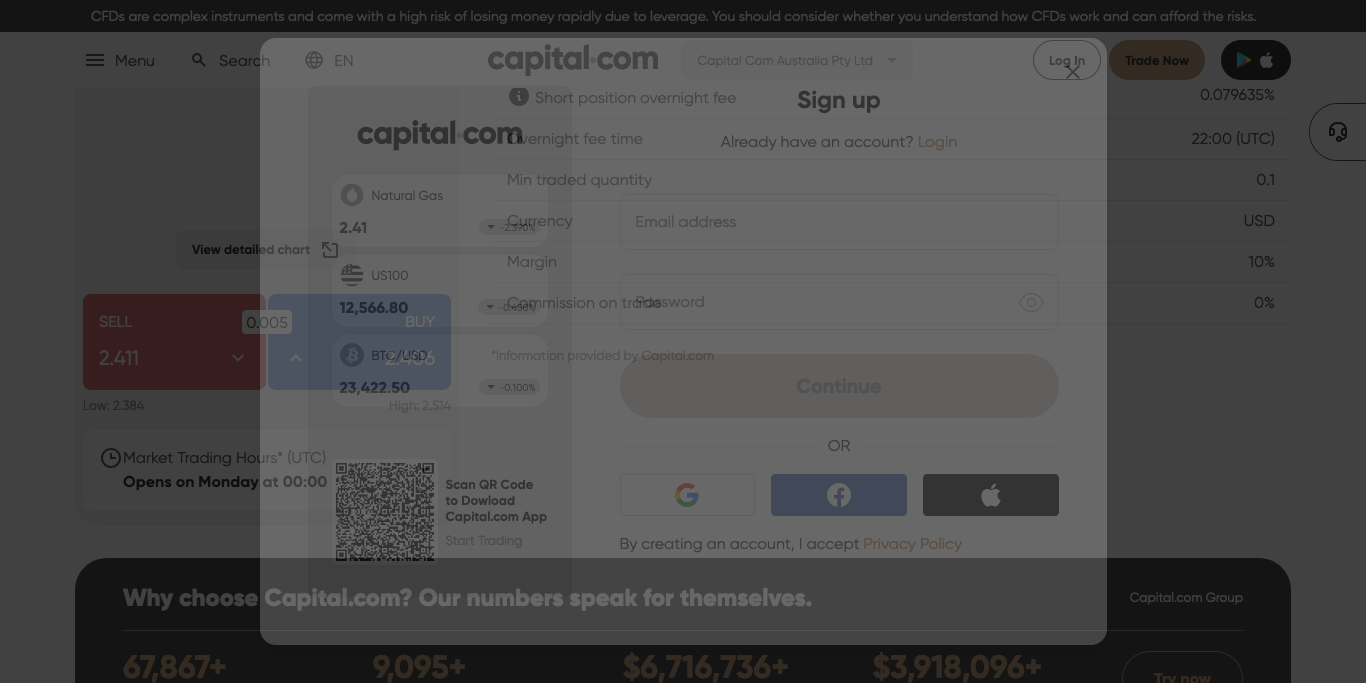 CFDs are complex instruments and come with a high risk of losing money rapidly due to leverage. You should consider whether you understand how CFDs work and can afford the risks.
Menu
Search
EN
capital.com
Capital Com Australia Pty Ltd
Log In
Trade Now
Short position overnight fee
0.079635%
Overnight fee time
22:00 (UTC)
Min traded quantity
0.1
Currency
USD
Margin
10%
Commission on trade
0%
*Information provided by Capital.com
View detailed chart
SELL
2.411
0.005
BUY
Low: 2.384
High: 2.514
Market Trading Hours* (UTC)
Opens on Monday at 00:00
capital.com
Natural Gas
2.41
-2.390%
US100
12,566.80
-0.450%
BTC/USD
23,422.50
-0.100%
Scan QR Code
to Dowload
Capital.com App
Start Trading
Sign up
Already have an account? Login
Email address
Password
Continue
OR
By creating an account, I accept Privacy Policy
Why choose Capital.com? Our numbers speak for themselves.
Capital.com Group
67,867+
9,095+
$6,716,736+
$3,918,096+
Try now